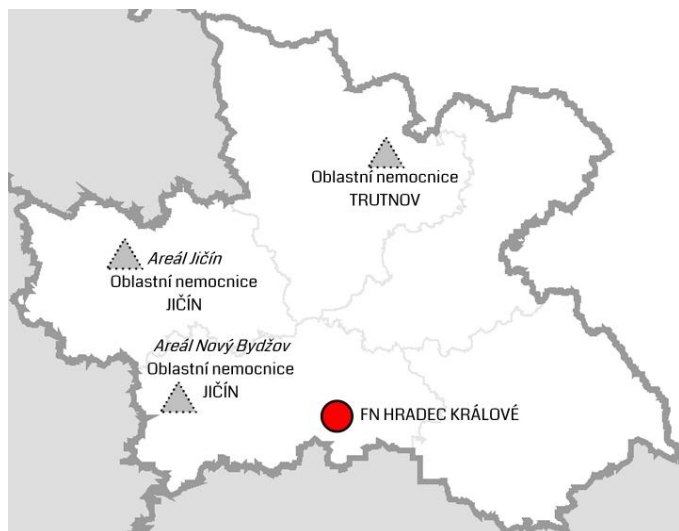 Oblastní nemocnice
TRUTNOV
Areál Jičín
Oblastní nemocnice
JIČÍN
Areál Nový Bydžov
Oblastní nemocnice
JIČÍN
FN HRADEC KRÁLOVÉ